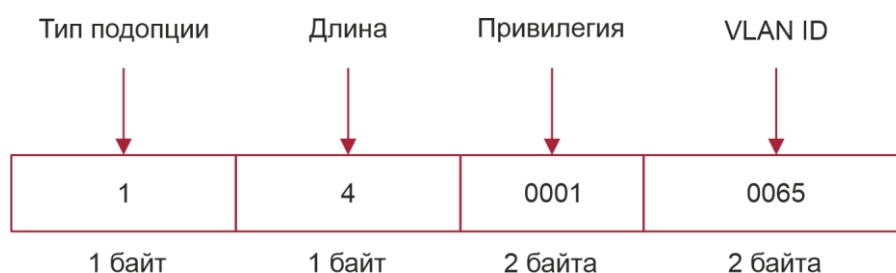 Тип подопции Длина Привилегия VLAN ID
1 4 0001 0065
1 байт 1 байт 2 байта 2 байта